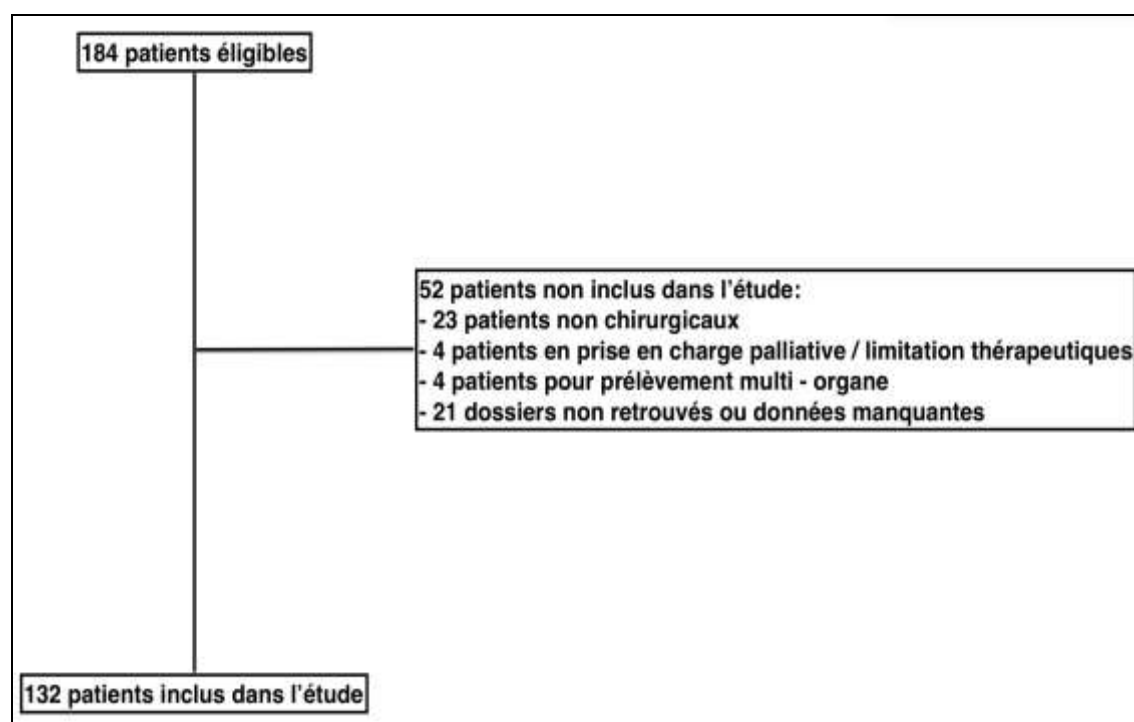 184 patients éligibles
52 patients non inclus dans l'étude:
- 23 patients non chirurgicaux
- 4 patients en prise en charge palliative / limitation thérapeutiques
- 4 patients pour prélèvement multi - organe
- 21 dossiers non retrouvés ou données manquantes
132 patients inclus dans l'étude